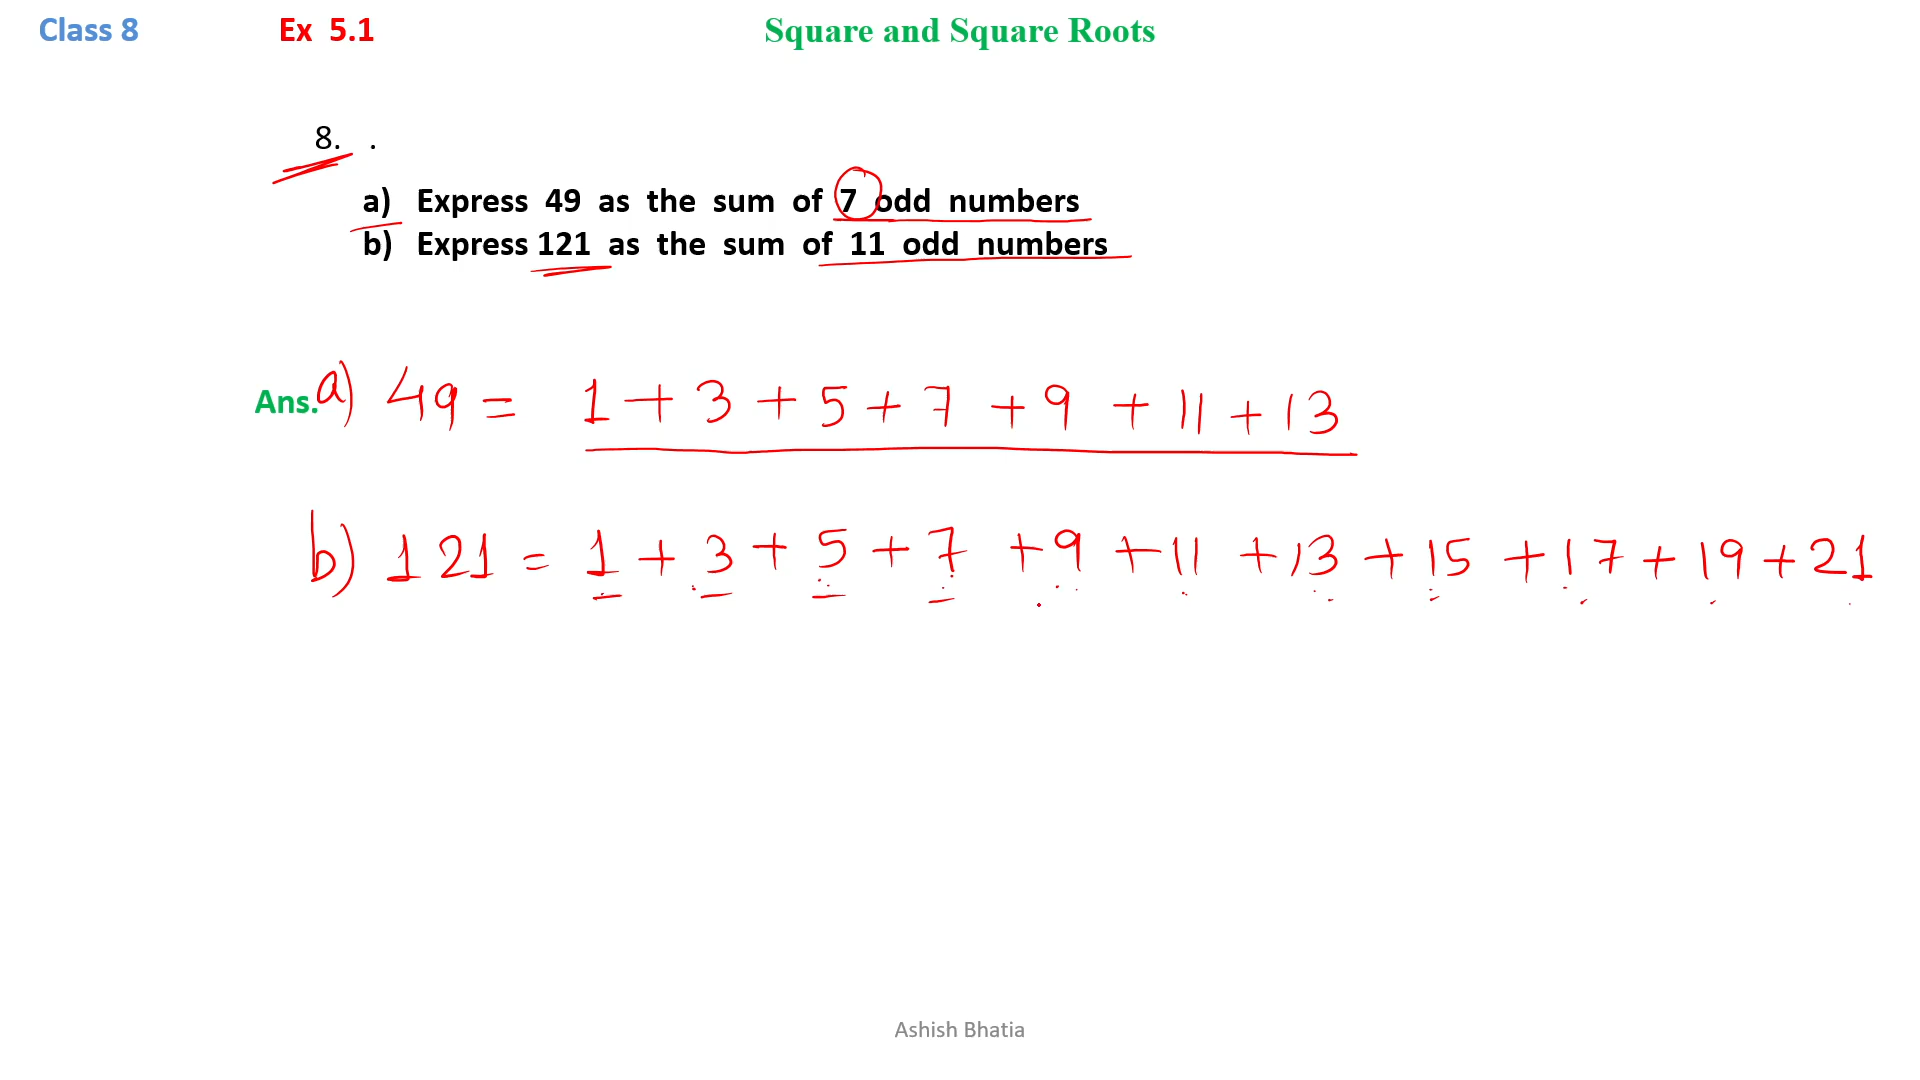 Class 8 Ex 5.1 Square and Square Roots
8. .
a) Express 49 as the sum of 7 odd numbers
b) Express 121 as the sum of 11 odd numbers
Ans. a) 49 = 1 + 3 + 5 + 7 + 9 + 11 + 13
b) 121 = 1 + 3 + 5 + 7 + 9 + 11 + 13 + 15 + 17 + 19 + 21
Ashish Bhatia